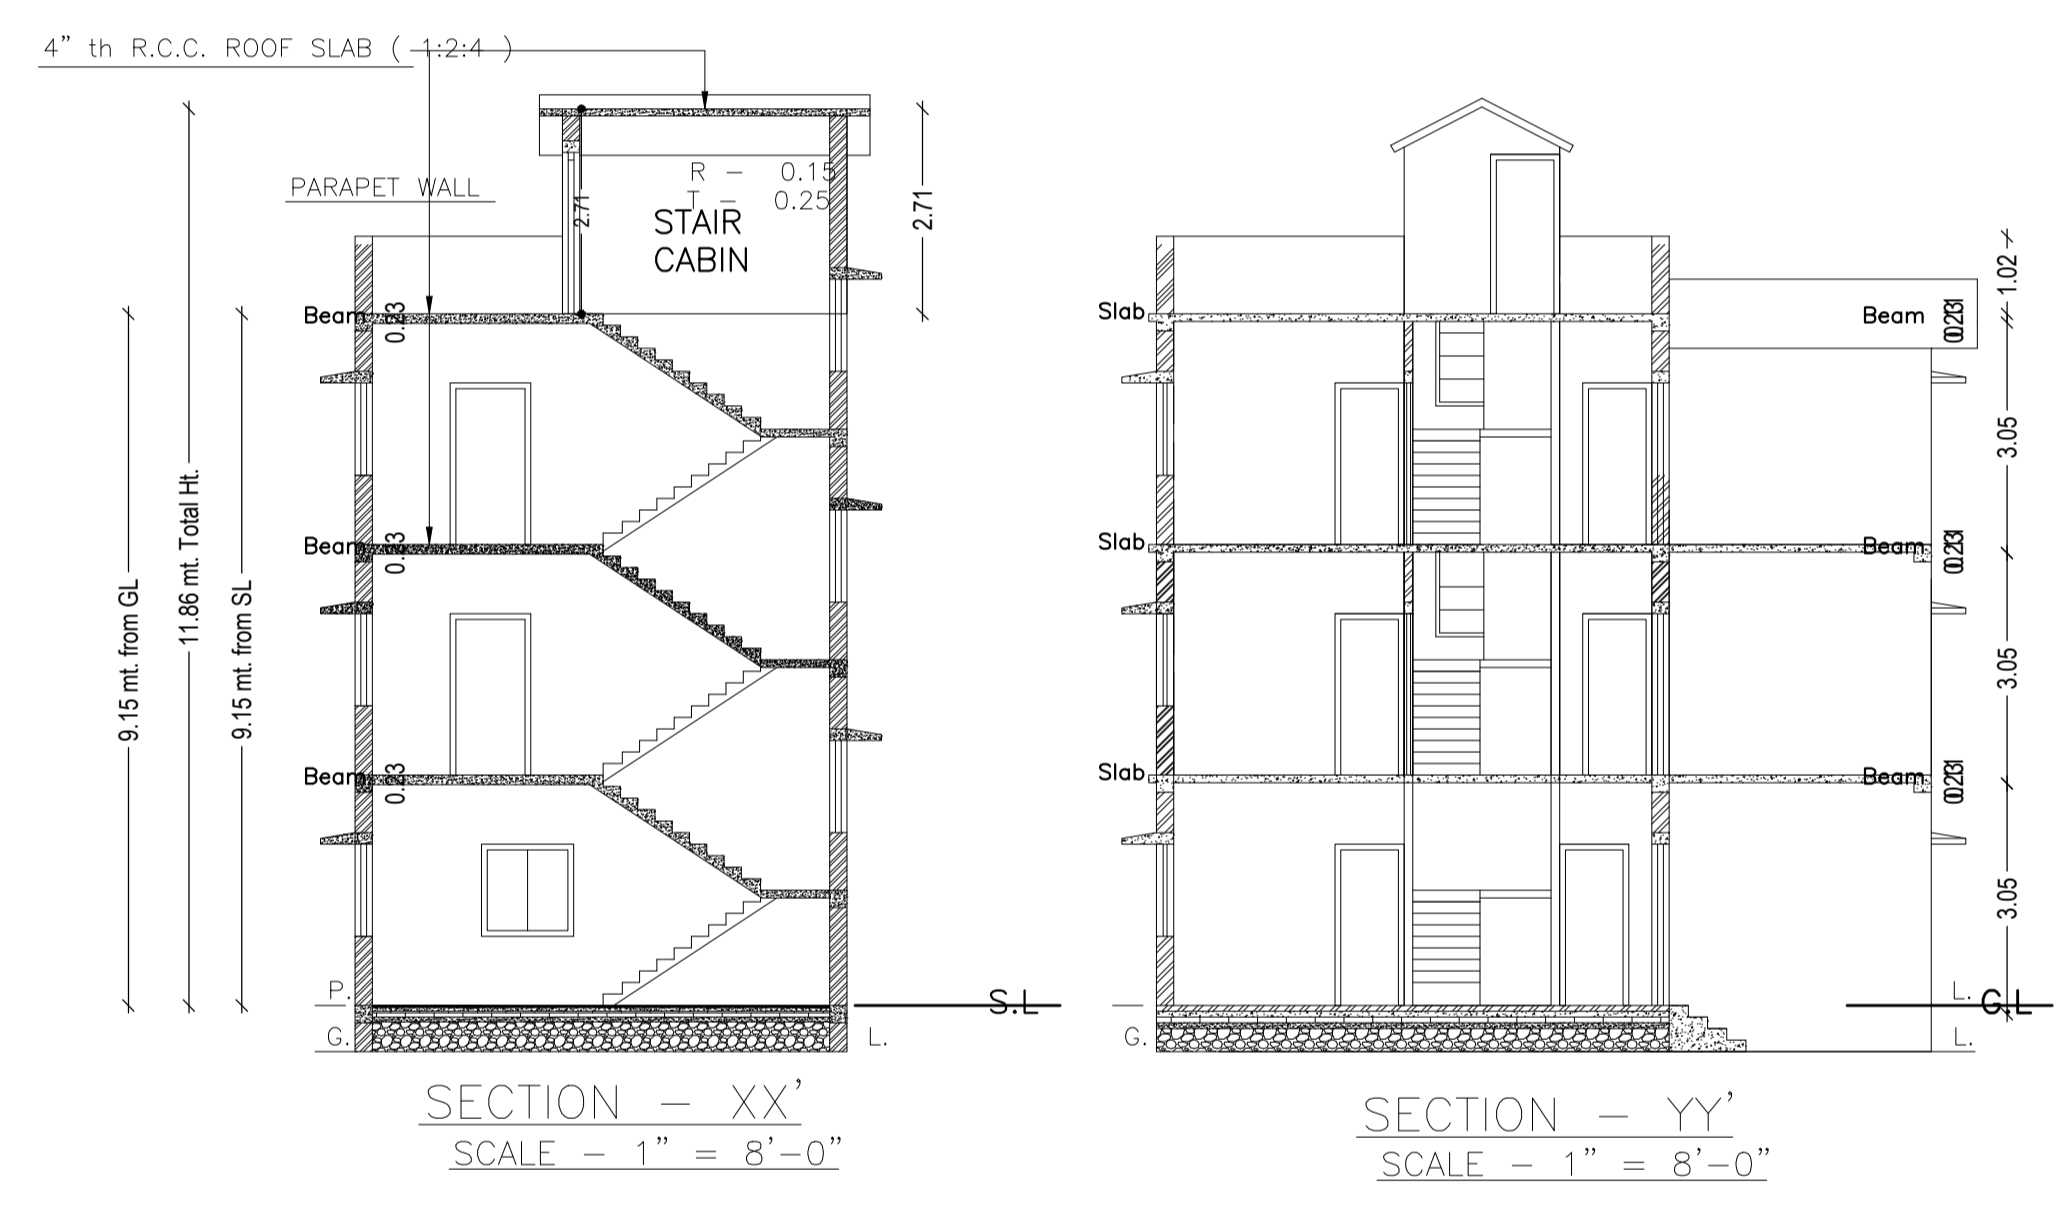 4” th R.C.C. ROOF SLAB ( 1:2:4 )
PARAPET WALL
R – 0.15
T – 0.25
STAIR
CABIN
2.71
2.71
Beam 0.23
Beam 0.23
Beam 0.23
9.15 mt. from GL
11.86 mt. Total Ht.
9.15 mt. from SL
P.
S.L
G. L.
SECTION – XX’
SCALE – 1” = 8’–0”
Slab Beam
Slab Beam
Slab Beam
1.02
3.05
3.05
3.05
L.
G.L
G. L.
SECTION – YY’
SCALE – 1” = 8’–0”